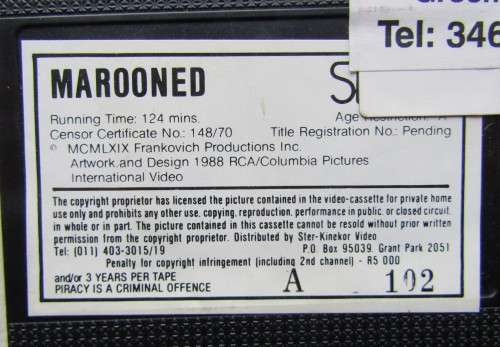 Tel: 346
MAROONED
Running Time: 124 mins.
Age Restriction: A
Censor Certificate No.: 148/70 Title Registration No.: Pending
© MCMLXIX Frankovich Productions Inc.
Artwork and Design 1988 RCA/Columbia Pictures
International Video
The copyright proprietor has licensed the picture contained in the video-cassette for private home
use only and prohibits any other use, copying, reproduction, performance in public, or closed circuit,
in whole or in part. The picture contained in this cassette cannot be resold without prior written
permission from the copyright proprietor. Distributed by Ster-Kinekor Video
Tel: (011) 403-3015/19 P.O. Box 95039, Grant Park 2051
Penalty for copyright infringement (including 2nd channel) - R5 000
and/or 3 YEARS PER TAPE
PIRACY IS A CRIMINAL OFFENCE A 102